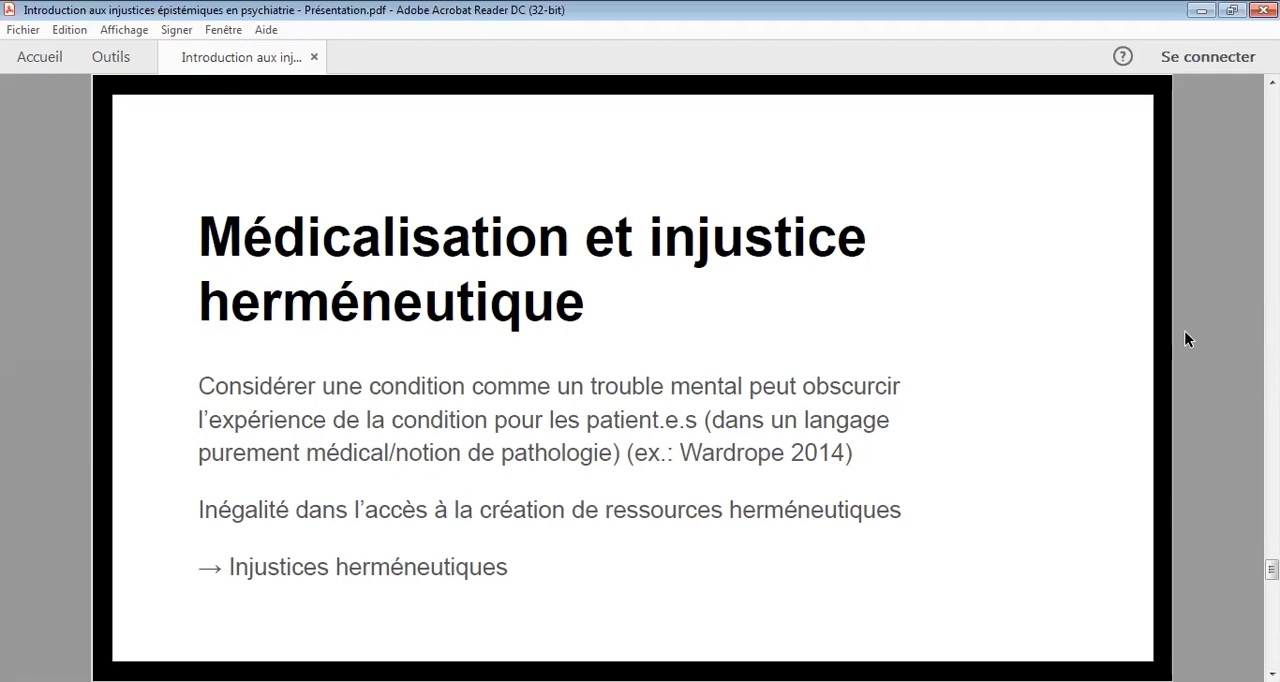 Introduction aux injustices épistémiques en psychiatrie - Présentation.pdf - Adobe Acrobat Reader DC (32-bit)
Fichier Edition Affichage Signer Fenêtre Aide
Accueil Outils Introduction aux inj... × ? Se connecter
Médicalisation et injustice
herméneutique
Considérer une condition comme un trouble mental peut obscurcir
l’expérience de la condition pour les patient.e.s (dans un langage
purement médical/notion de pathologie) (ex.: Wardrope 2014)
Inégalité dans l’accès à la création de ressources herméneutiques
→ Injustices herméneutiques